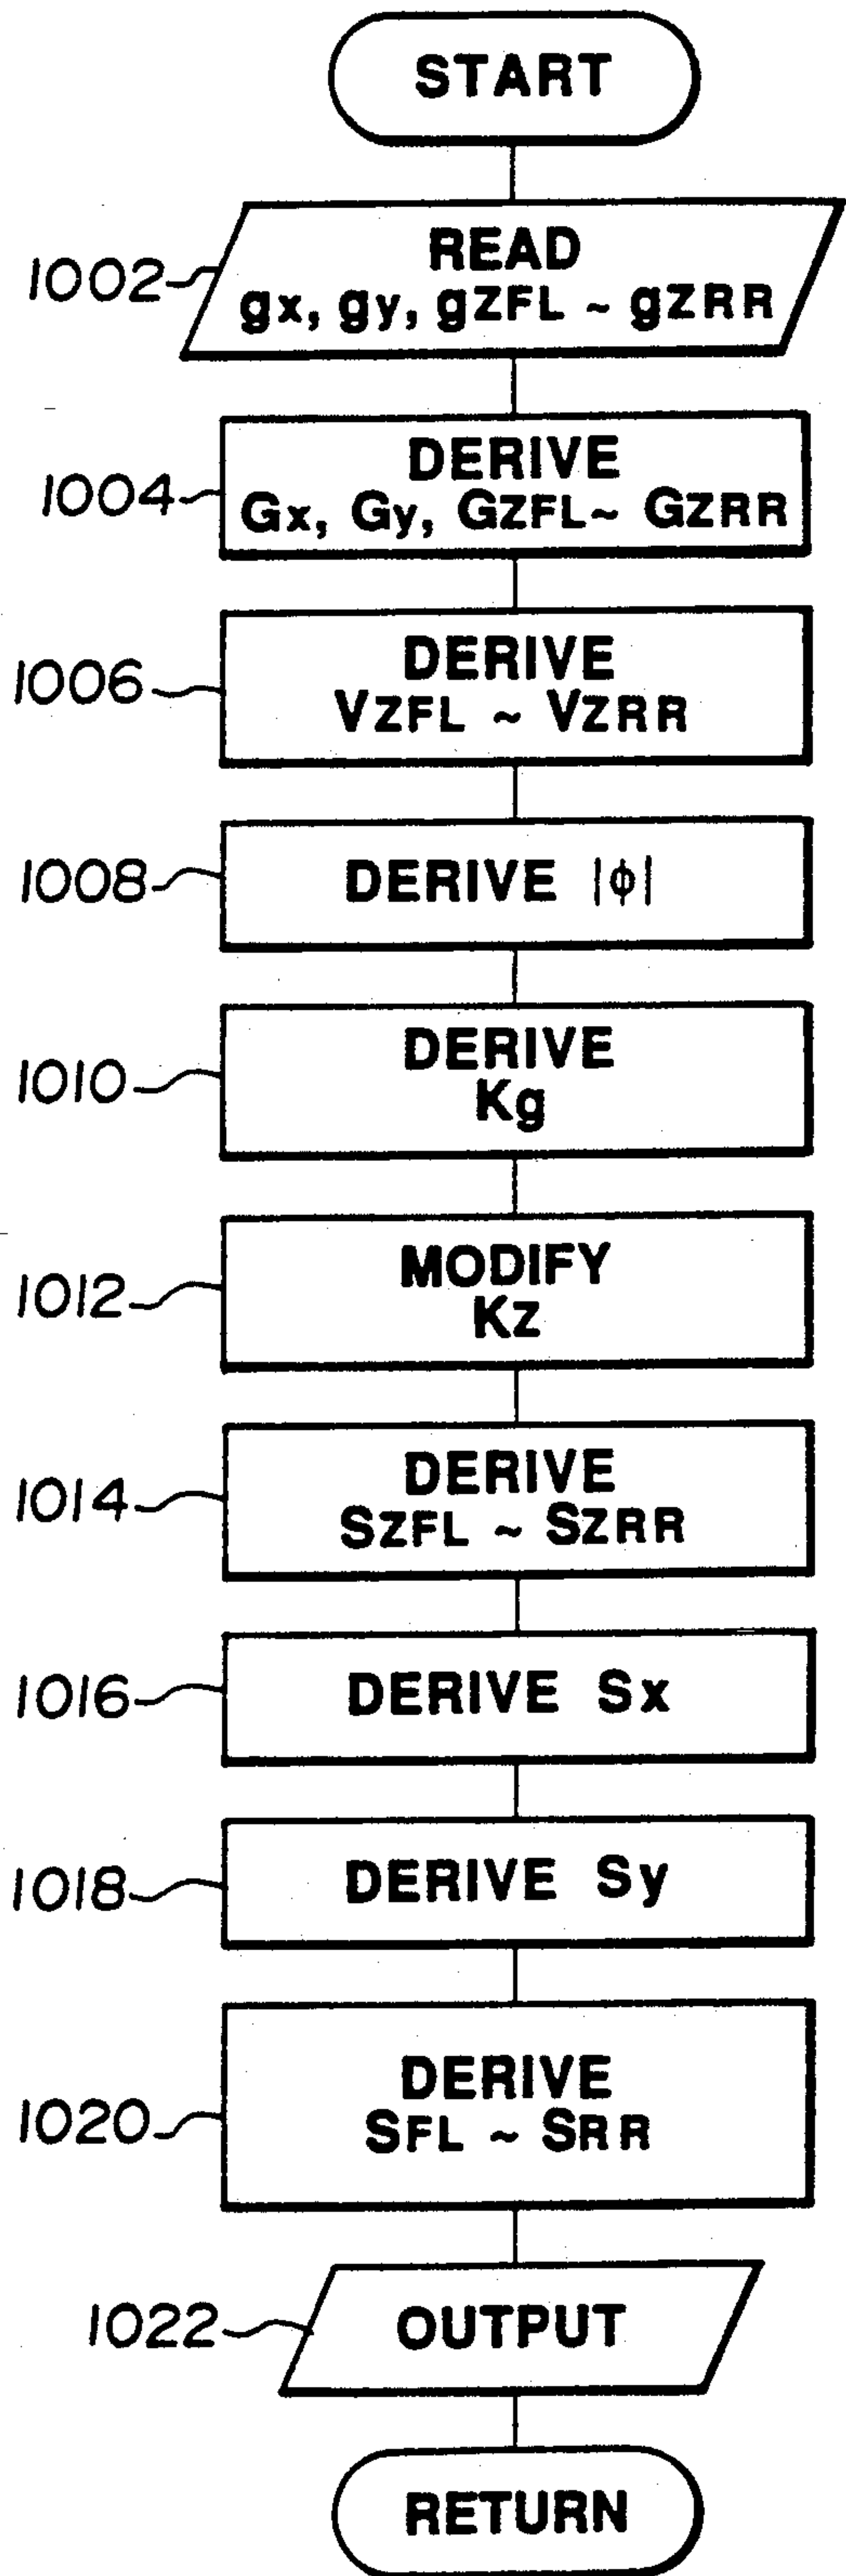 START
1002
READ
gx, gy, gZFL ~ gZRR
1004
DERIVE
Gx, Gy, GZFL~ GZRR
1006
DERIVE
VZFL ~ VZRR
1008
DERIVE |ϕ|
1010
DERIVE
Kg
1012
MODIFY
Kz
1014
DERIVE
SZFL ~ SZRR
1016
DERIVE Sx
1018
DERIVE Sy
1020
DERIVE
SFL ~ SRR
1022
OUTPUT
RETURN